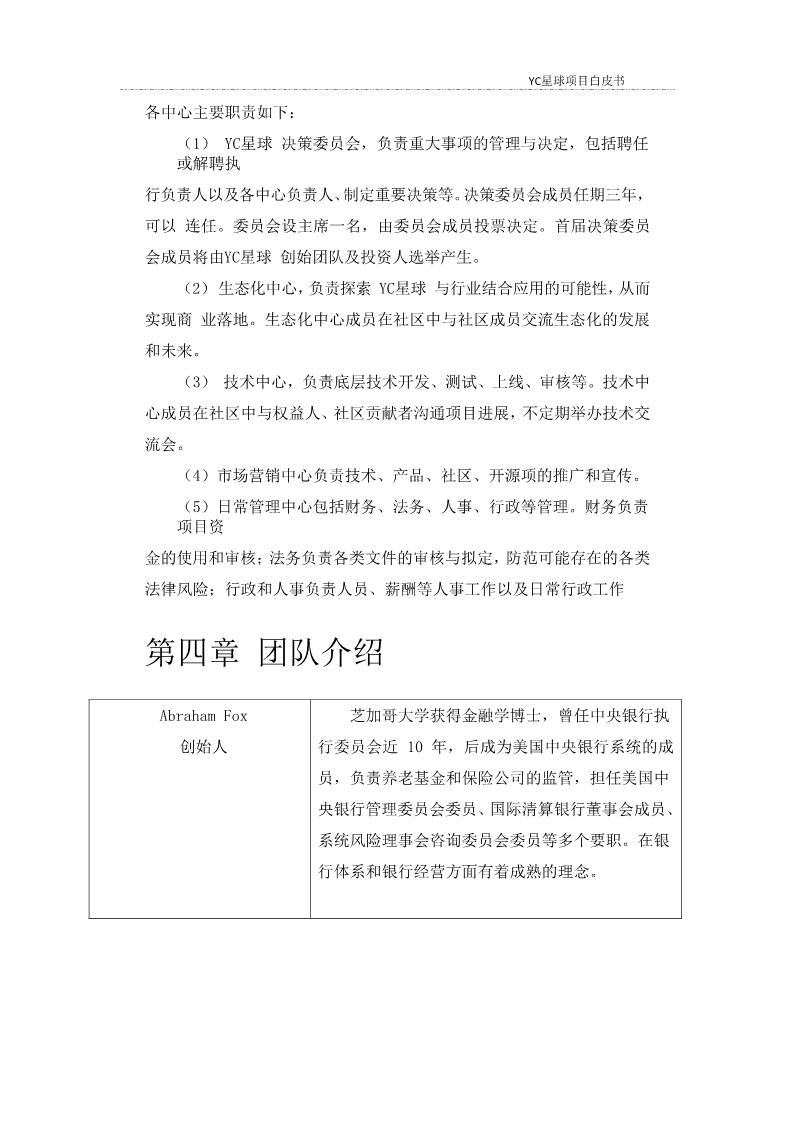 YC星球项目白皮书
各中心主要职责如下：
（1） YC星球 决策委员会，负责重大事项的管理与决定，包括聘任
或解聘执
行负责人以及各中心负责人、制定重要决策等。决策委员会成员任期三年，
可以 连任。委员会设主席一名，由委员会成员投票决定。首届决策委员
会成员将由YC星球 创始团队及投资人选举产生。
（2）生态化中心，负责探索 YC星球 与行业结合应用的可能性，从而
实现商 业落地。生态化中心成员在社区中与社区成员交流生态化的发展
和未来。
（3） 技术中心，负责底层技术开发、测试、上线、审核等。技术中
心成员在社区中与权益人、社区贡献者沟通项目进展，不定期举办技术交
流会。
（4）市场营销中心负责技术、产品、社区、开源项的推广和宣传。
（5）日常管理中心包括财务、法务、人事、行政等管理。财务负责
项目资
金的使用和审核；法务负责各类文件的审核与拟定，防范可能存在的各类
法律风险；行政和人事负责人员、薪酬等人事工作以及日常行政工作
第四章 团队介绍
Abraham Fox
创始人
芝加哥大学获得金融学博士，曾任中央银行执
行委员会近 10 年，后成为美国中央银行系统的成
员，负责养老基金和保险公司的监管，担任美国中
央银行管理委员会委员、国际清算银行董事会成员、
系统风险理事会咨询委员会委员等多个要职。在银
行体系和银行经营方面有着成熟的理念。